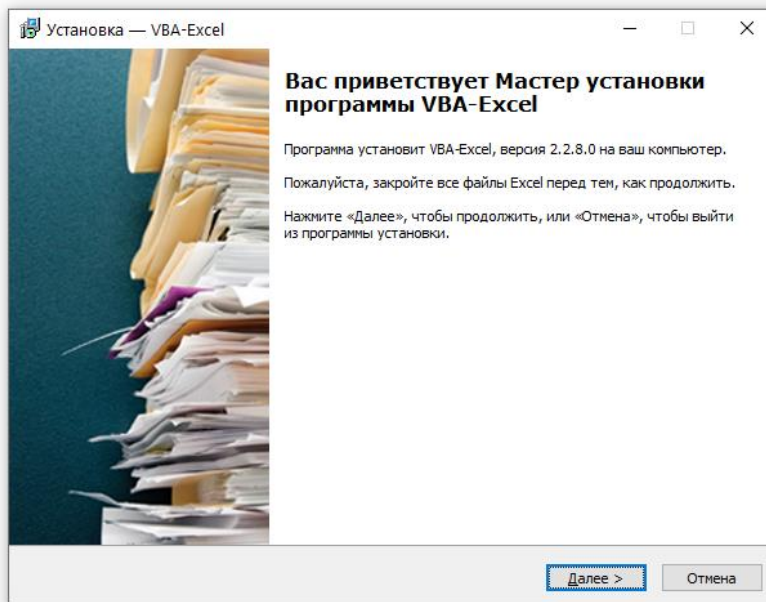 Установка — VBA-Excel
Вас приветствует Мастер установки
программы VBA-Excel
Программа установит VBA-Excel, версия 2.2.8.0 на ваш компьютер.
Пожалуйста, закройте все файлы Excel перед тем, как продолжить.
Нажмите «Далее», чтобы продолжить, или «Отмена», чтобы выйти
из программы установки.
Далее > Отмена